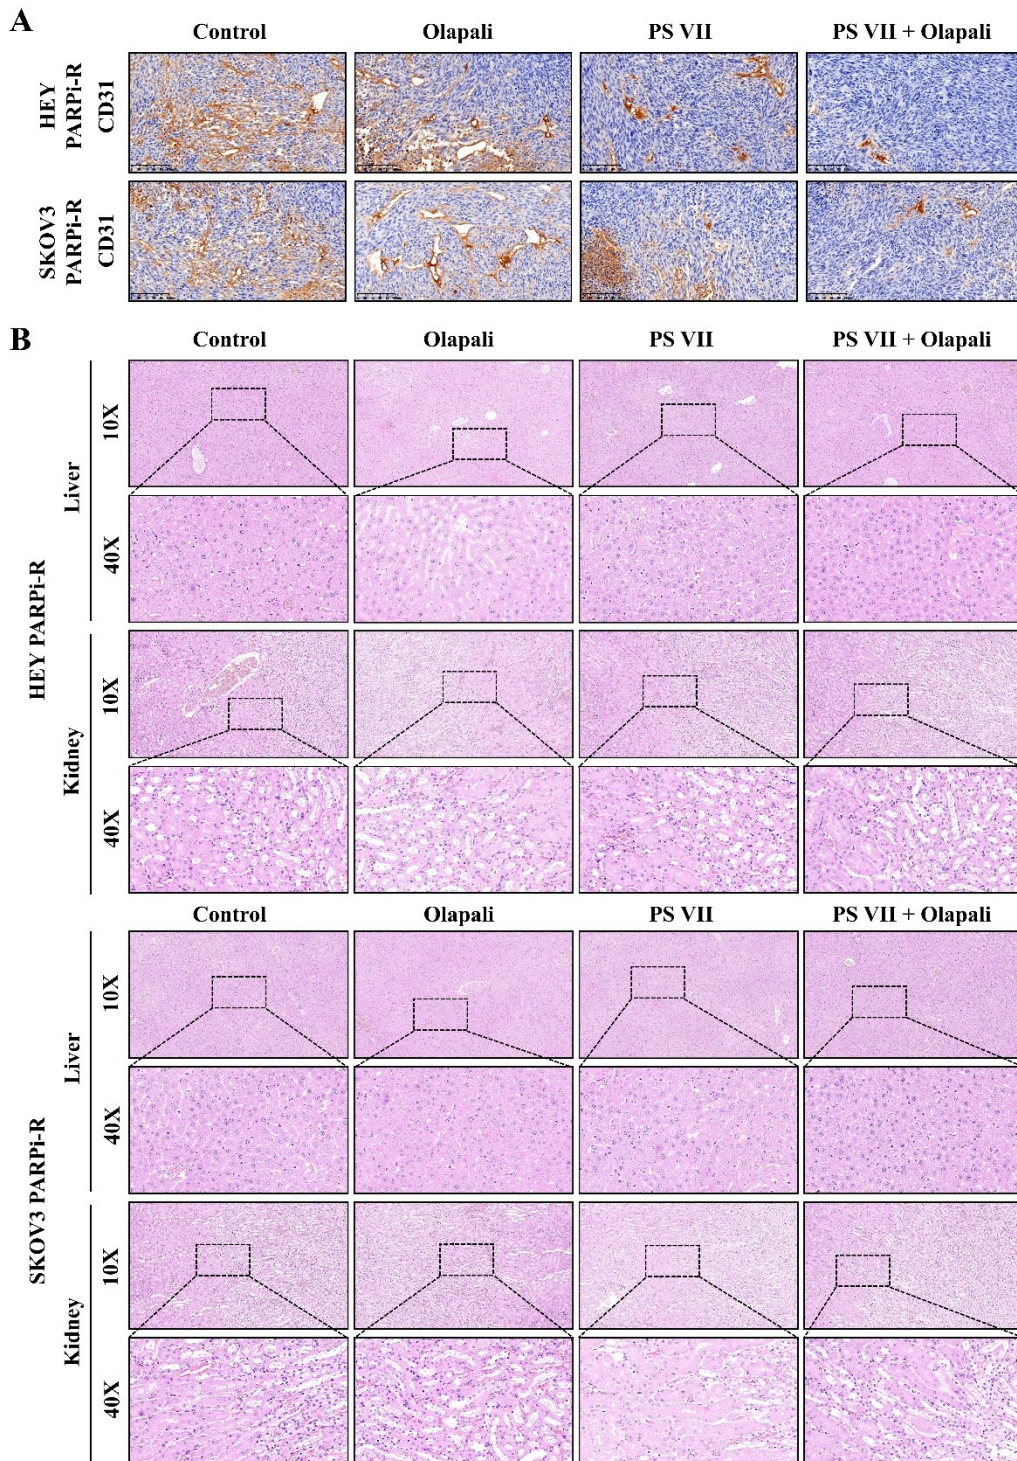 A
Control Olapali PS VII PS VII + Olapali
HEY
PARPi-R
CD31
SKOV3
PARPi-R
CD31
B
Control Olapali PS VII PS VII + Olapali
HEY PARPi-R
Liver
10X
40X
Kidney
10X
40X
Control Olapali PS VII PS VII + Olapali
SKOV3 PARPi-R
Liver
10X
40X
Kidney
10X
40X